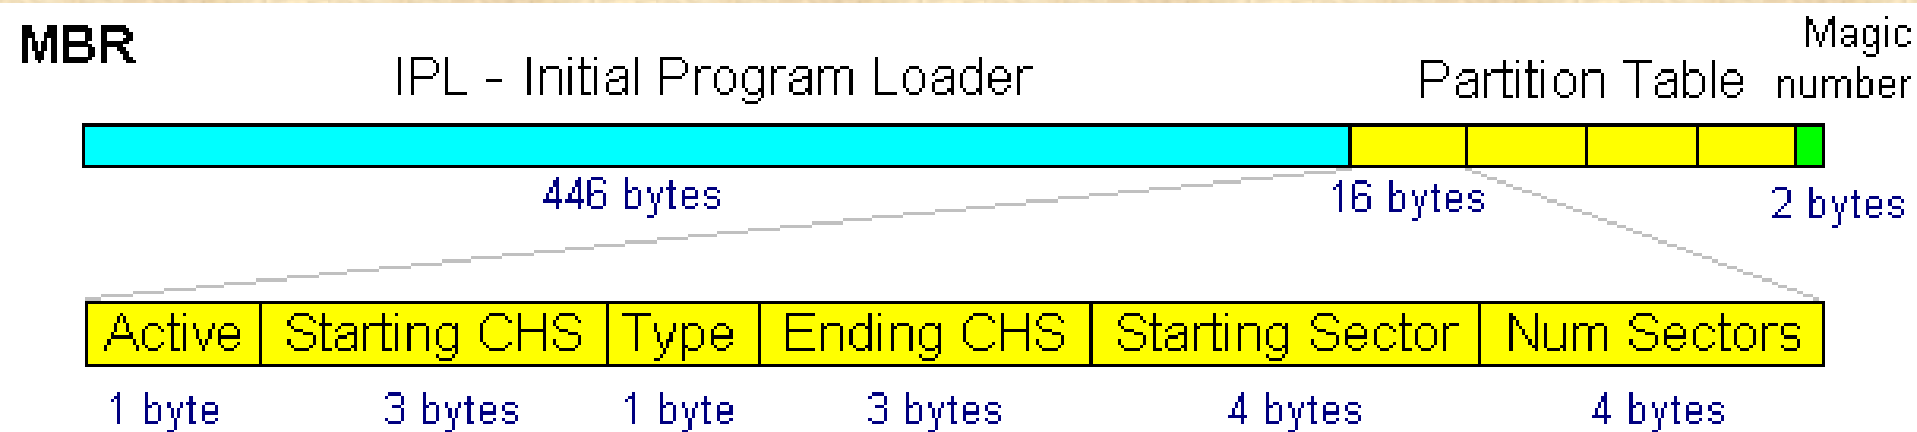 MBR
IPL - Initial Program Loader
Partition Table
Magic
number
446 bytes
16 bytes
2 bytes
Active
Starting CHS
Type
Ending CHS
Starting Sector
Num Sectors
1 byte
3 bytes
1 byte
3 bytes
4 bytes
4 bytes